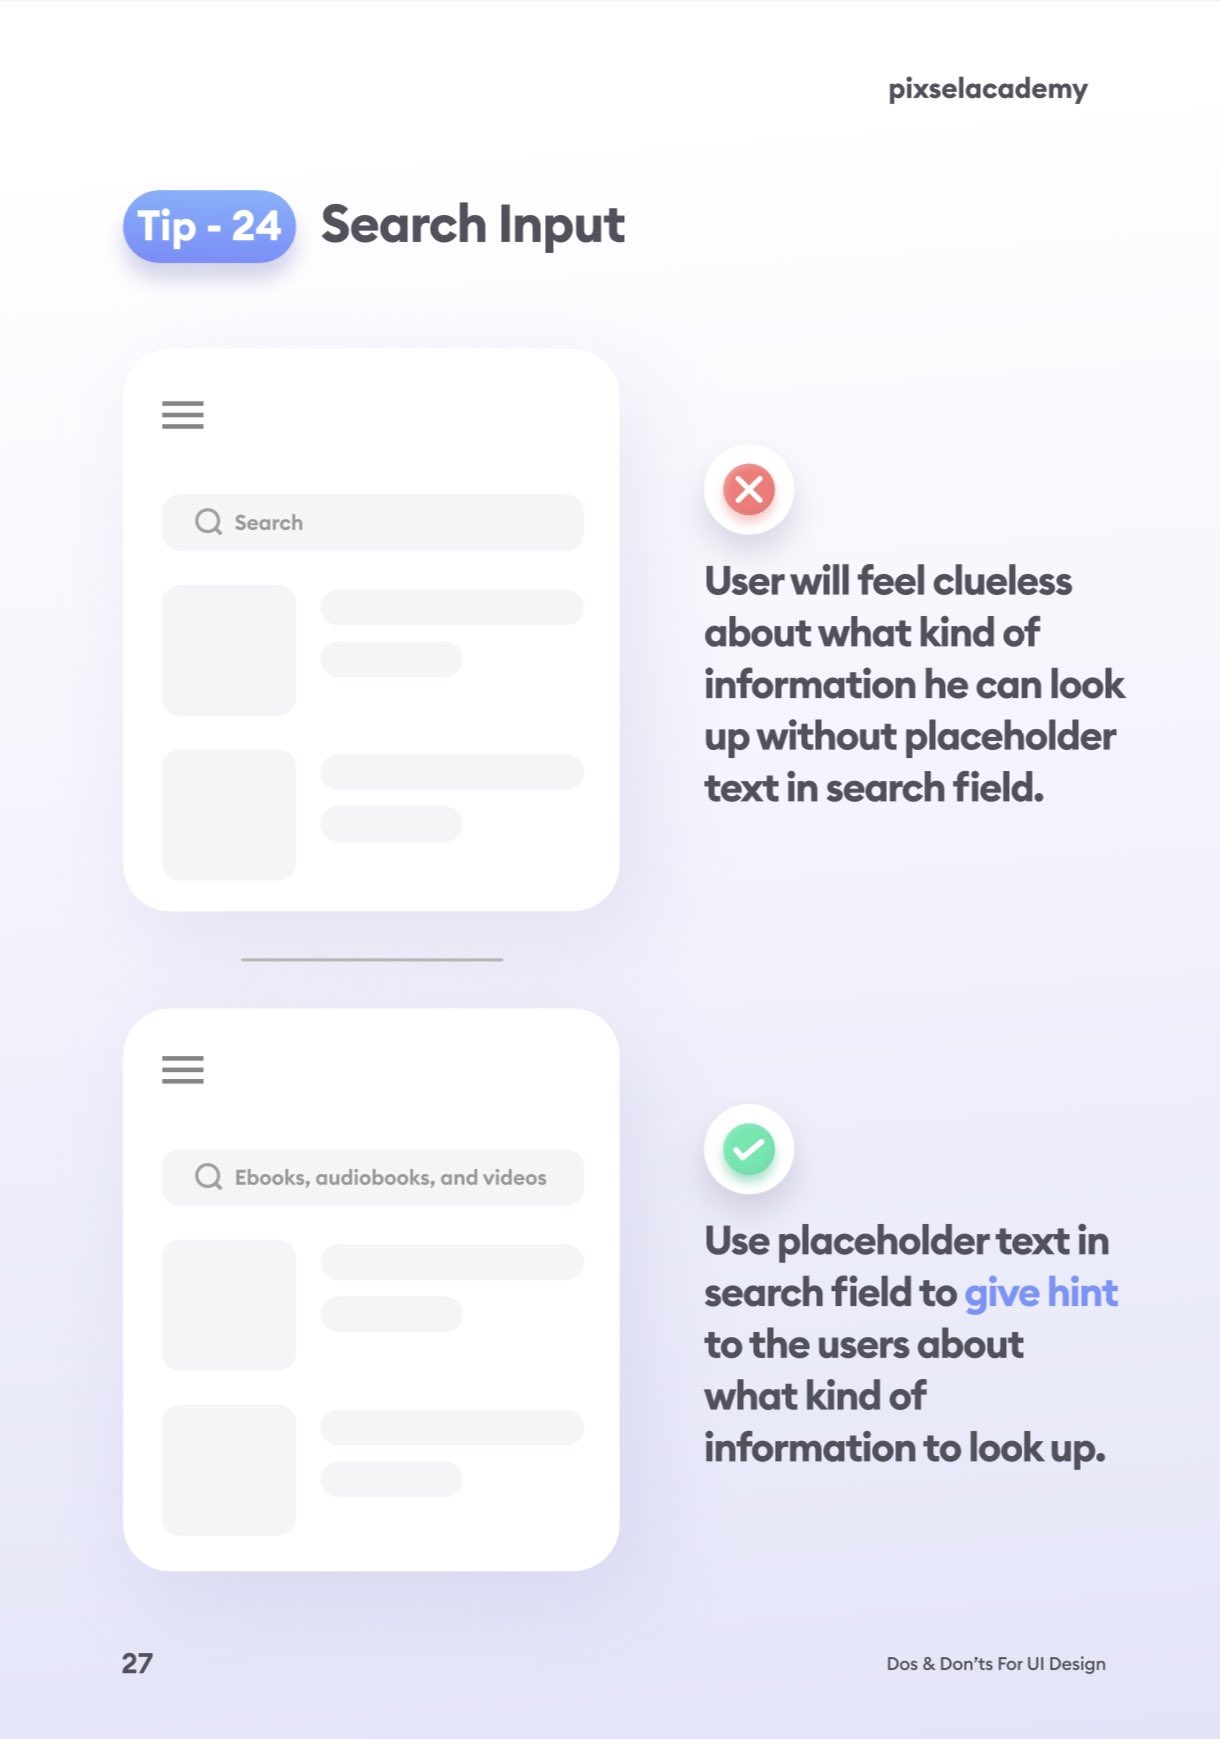 pixselacademy
Tip - 24 Search Input
Search
User will feel clueless
about what kind of
information he can look
up without placeholder
text in search field.
Ebooks, audiobooks, and videos
Use placeholder text in
search field to give hint
to the users about
what kind of
information to look up.
27
Dos & Don’ts For UI Design